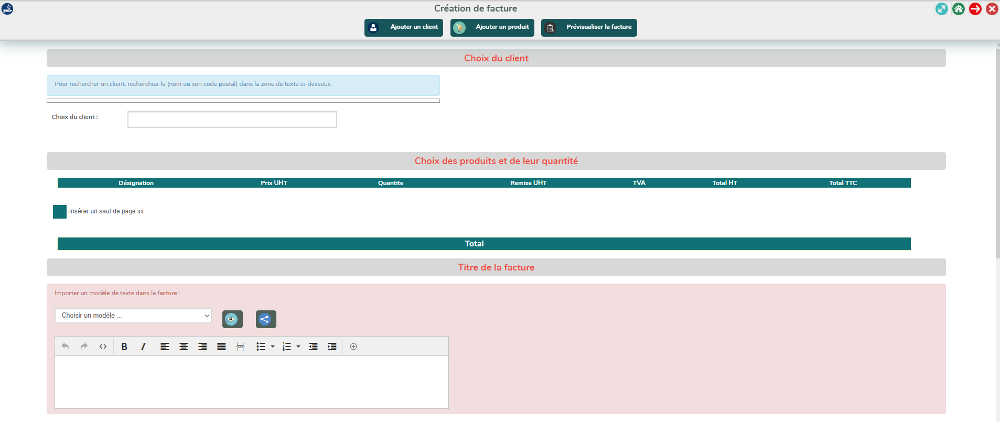 Création de facture
Ajouter un client
Ajouter un produit
Prévisualiser la facture
Choix du client
Pour rechercher un client, recherchez-le (nom ou son code postal) dans la zone de texte ci-dessous.
Choix du client :
Choix des produits et de leur quantité
Désignation Prix UHT Quantite Remise UHT TVA Total HT Total TTC
Insérer un saut de page ici
Total
Titre de la facture
Importer un modèle de texte dans la facture :
Choisir un modèle ...